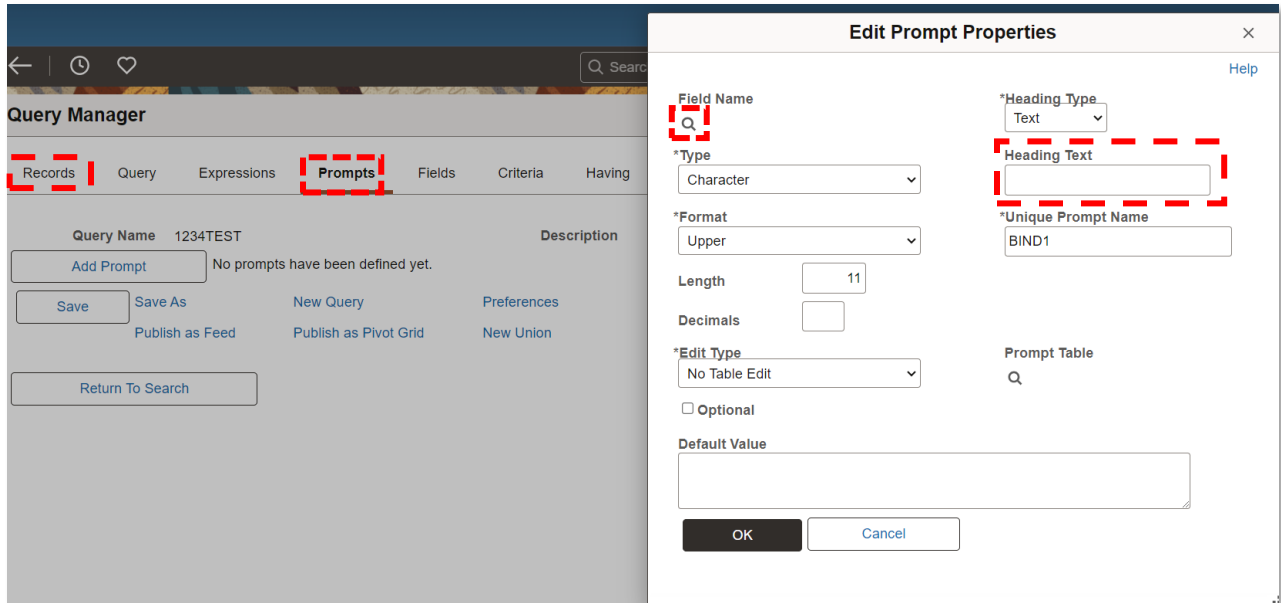 Searc
Query Manager
Records Query Expressions Prompts Fields Criteria Having
Query Name 1234TEST Description
Add Prompt No prompts have been defined yet.
Save Save As New Query Preferences
Publish as Feed Publish as Pivot Grid New Union
Return To Search
Edit Prompt Properties
Help
Field Name *Heading Type
Text
*Type Heading Text
Character
*Format *Unique Prompt Name
Upper BIND1
Length 11
Decimals
*Edit Type Prompt Table
No Table Edit
Optional
Default Value
OK Cancel